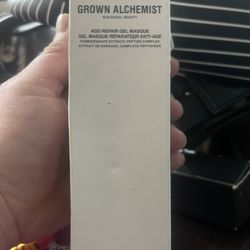 GROWN ALCHEMIST
BIOLOGICAL BEAUTY
AGE-REPAIR GEL MASQUE
GEL MASQUE RÉPARATEUR ANTI-AGE
POMEGRANATE EXTRACT, PEPTIDE COMPLEX
EXTRAIT DE GRENADE, COMPLEXE PEPTIDIQUE